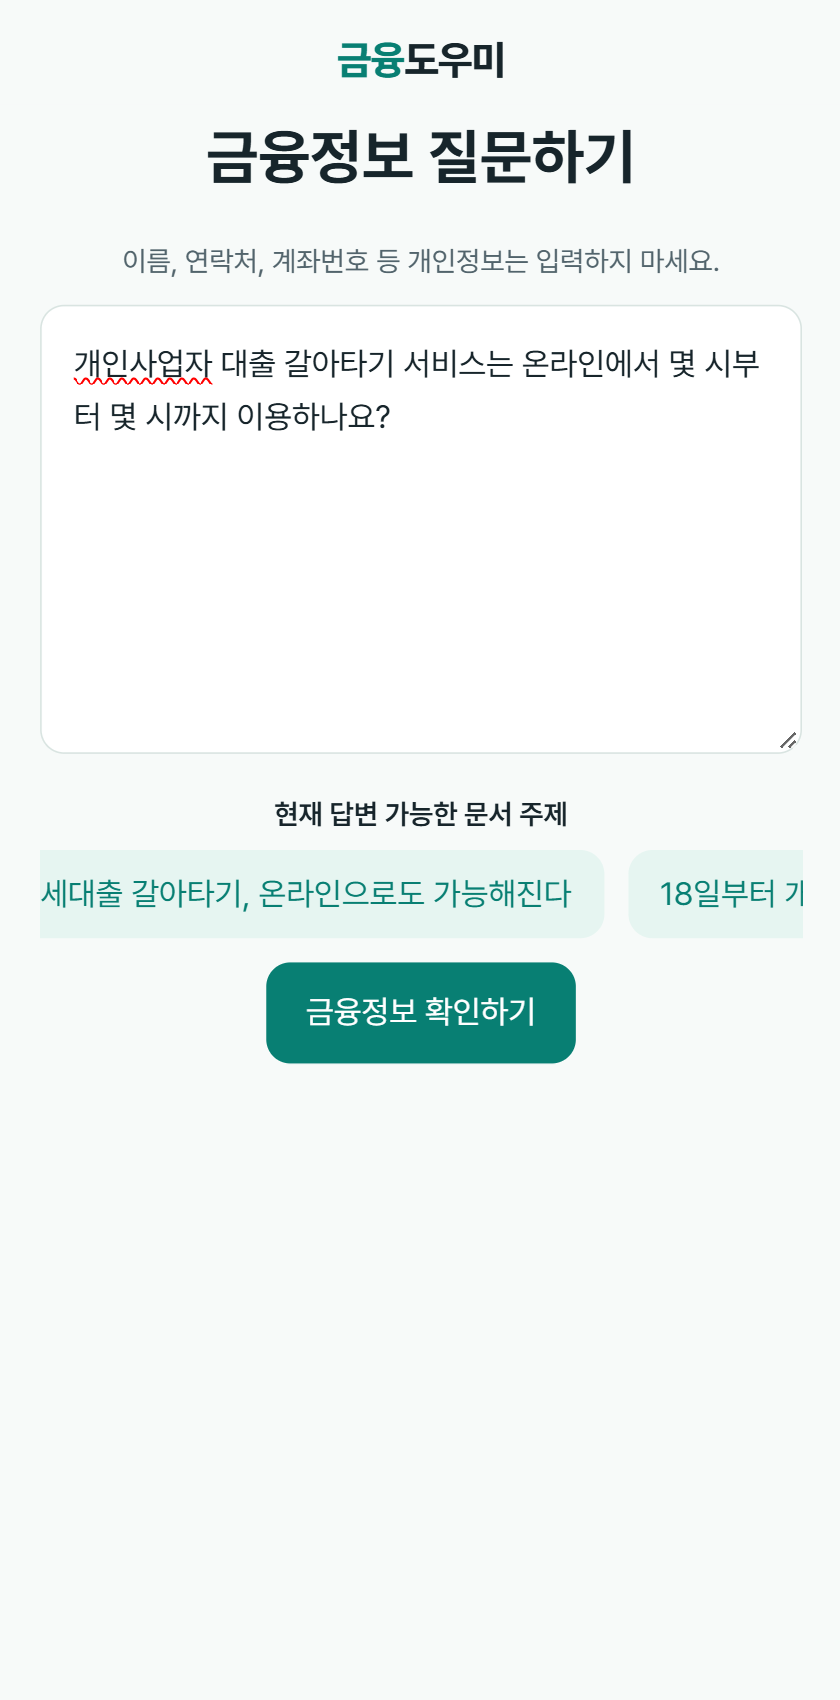 금융도우미
금융정보 질문하기
이름, 연락처, 계좌번호 등 개인정보는 입력하지 마세요.
개인사업자 대출 갈아타기 서비스는 온라인에서 몇 시부
터 몇 시까지 이용하나요?
현재 답변 가능한 문서 주제
세대출 갈아타기, 온라인으로도 가능해진다
18일부터
금융정보 확인하기